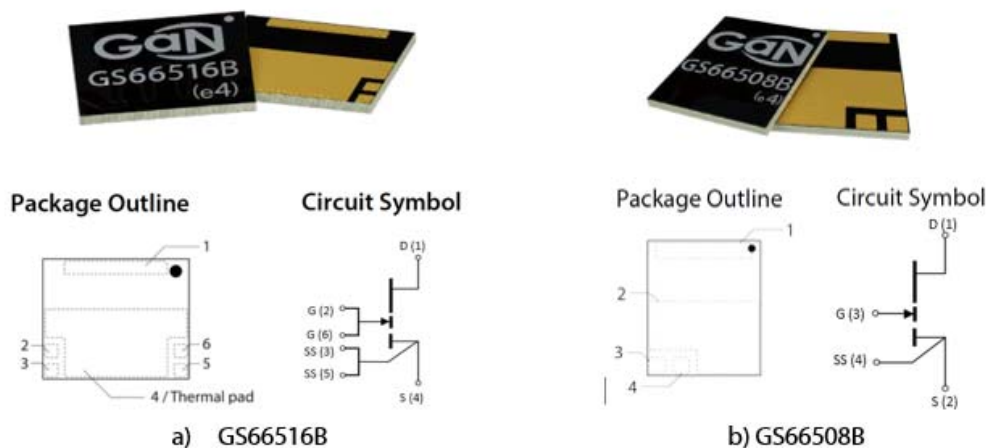 GaN
GS66516B
(e4)
GaN
GS66508B
(e4)
Package Outline
Circuit Symbol
1
2
3
6
5
4 / Thermal pad
D (1)
G (2)
G (6)
SS (3)
SS (5)
S (4)
Package Outline
Circuit Symbol
1
2
3
4
D (1)
G (3)
SS (4)
S (2)
a) GS66516B
b) GS66508B